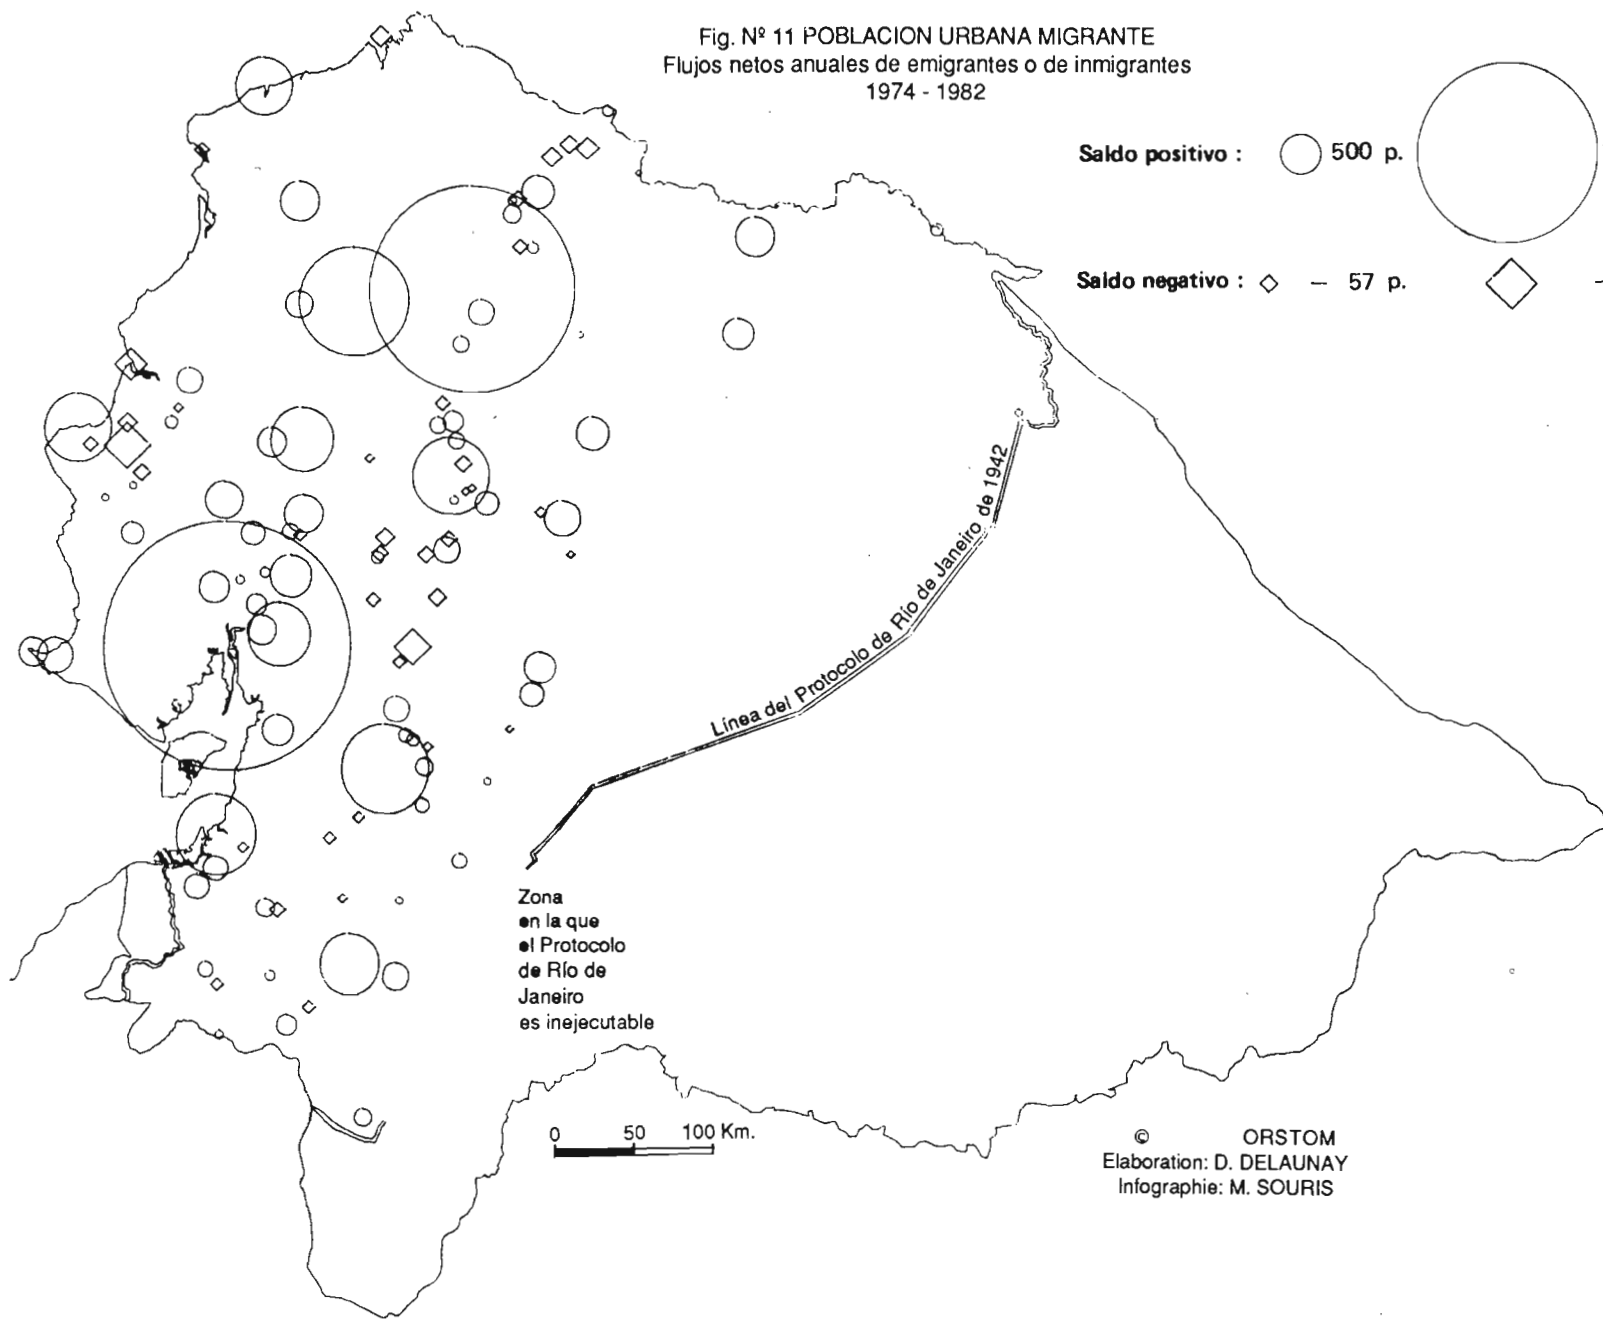 Fig. Nº 11 POBLACION URBANA MIGRANTE
Flujos netos anuales de emigrantes o de inmigrantes
1974 - 1982
Saldo positivo : 500 p.
Saldo negativo : – 57 p. –
Línea del Protocolo de Río de Janeiro de 1942
Zona
en la que
el Protocolo
de Río de
Janeiro
es inejecutable
0 50 100 Km.
© ORSTOM
Elaboration: D. DELAUNAY
Infographie: M. SOURIS